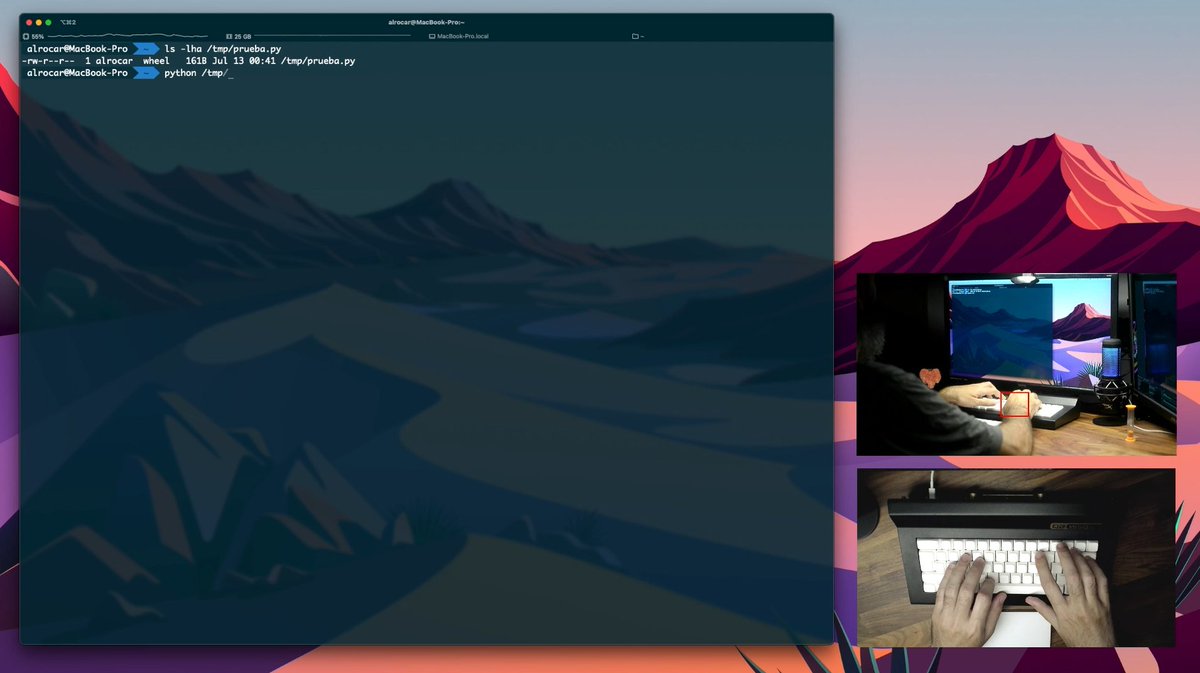 ⌥⌘2
alrocar@MacBook-Pro:~
55%
25 GB
MacBook-Pro.local
~
alrocar@MacBook-Pro ~ ls -lha /tmp/prueba.py
-rw-r--r-- 1 alrocar wheel 161B Jul 13 00:41 /tmp/prueba.py
alrocar@MacBook-Pro ~ python /tmp/_